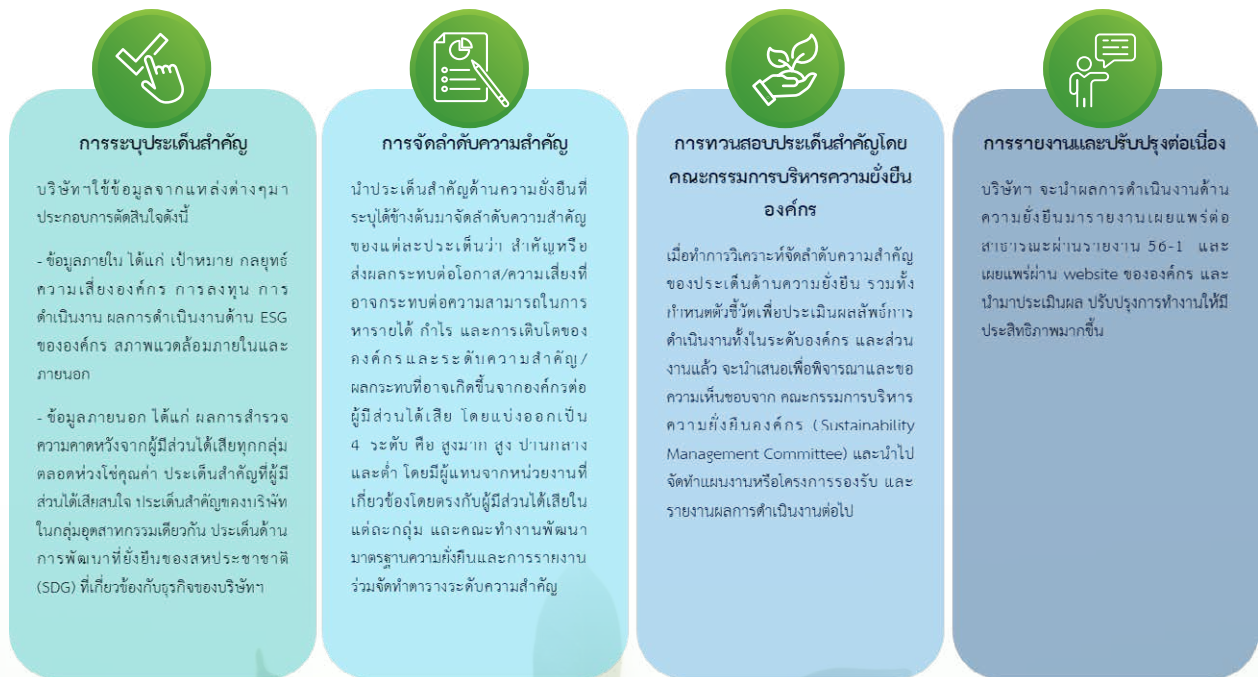 การระบุประเด็นสำคัญ
บริษัทฯใช้ข้อมูลจากแหล่งต่างๆมา
ประกอบการตัดสินใจดังนี้
- ข้อมูลภายใน ได้แก่ เป้าหมาย กลยุทธ์
ความเสี่ยงองค์กร การลงทุน การ
ดำเนินงาน ผลการดำเนินงานด้าน ESG
ขององค์กร สภาพแวดล้อมภายในและ
ภายนอก
- ข้อมูลภายนอก ได้แก่ ผลการสำรวจ
ความคาดหวังจากผู้มีส่วนได้เสียทุกกลุ่ม
ตลอดห่วงโซ่คุณค่า ประเด็นสำคัญที่ผู้มี
ส่วนได้เสียสนใจ ประเด็นสำคัญของบริษัท
ในกลุ่มอุตสาหกรรมเดียวกัน ประเด็นด้าน
การพัฒนาที่ยั่งยืนของสหประชาชาติ
(SDG) ที่เกี่ยวข้องกับธุรกิจของบริษัทฯ
การจัดลำดับความสำคัญ
นำประเด็นสำคัญด้านความยั่งยืนที่
ระบุได้ข้างต้นมาจัดลำดับความสำคัญ
ของแต่ละประเด็นว่า สำคัญหรือ
ส่งผลกระทบต่อโอกาส/ความเสี่ยงที่
อาจกระทบต่อความสามารถในการ
หารายได้ กำไร และการเติบโตของ
องค์กรและระดับความสำคัญ/
ผลกระทบที่อาจเกิดขึ้นจากองค์กรต่อ
ผู้มีส่วนได้เสีย โดยแบ่งออกเป็น
4 ระดับ คือ สูงมาก สูง ปานกลาง
และต่ำ โดยมีผู้แทนจากหน่วยงานที่
เกี่ยวข้องโดยตรงกับผู้มีส่วนได้เสียใน
แต่ละกลุ่ม และคณะทำงานพัฒนา
มาตรฐานความยั่งยืนและการรายงาน
ร่วมจัดทำตารางระดับความสำคัญ
การทวนสอบประเด็นสำคัญโดย
คณะกรรมการบริหารความยั่งยืน
องค์กร
เมื่อทำการวิเคราะห์จัดลำดับความสำคัญ
ของประเด็นด้านความยั่งยืน รวมทั้ง
กำหนดตัวชี้วัดเพื่อประเมินผลลัพธ์การ
ดำเนินงานทั้งในระดับองค์กร และส่วน
งานแล้ว จะนำเสนอเพื่อพิจารณาและขอ
ความเห็นชอบจาก คณะกรรมการบริหาร
ความยั่งยืนองค์กร (Sustainability
Management Committee) และนำไป
จัดทำแผนงานหรือโครงการรองรับ และ
รายงานผลการดำเนินงานต่อไป
การรายงานและปรับปรุงต่อเนื่อง
บริษัทฯ จะนำผลการดำเนินงานด้าน
ความยั่งยืนมารายงานเผยแพร่ต่อ
สาธารณะผ่านรายงาน 56-1 และ
เผยแพร่ผ่าน website ขององค์กร และ
นำมาประเมินผล ปรับปรุงการทำงานให้มี
ประสิทธิภาพมากขึ้น